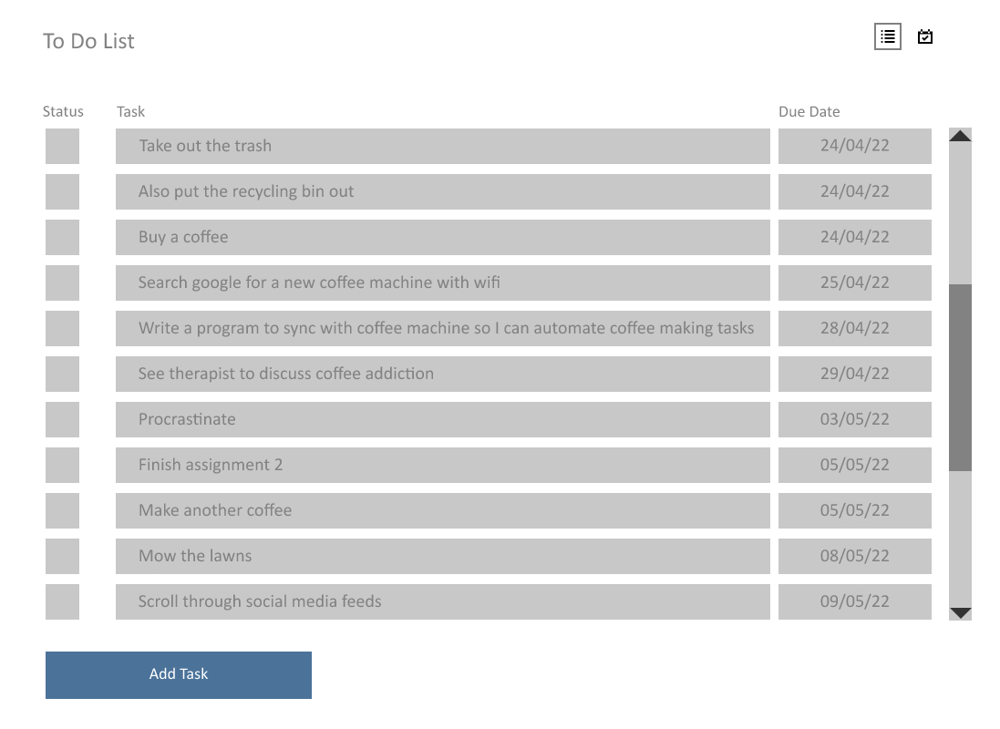 To Do List
Status Task Due Date
Take out the trash 24/04/22
Also put the recycling bin out 24/04/22
Buy a coffee 24/04/22
Search google for a new coffee machine with wifi 25/04/22
Write a program to sync with coffee machine so I can automate coffee making tasks 28/04/22
See therapist to discuss coffee addiction 29/04/22
Procrastinate 03/05/22
Finish assignment 2 05/05/22
Make another coffee 05/05/22
Mow the lawns 08/05/22
Scroll through social media feeds 09/05/22
Add Task